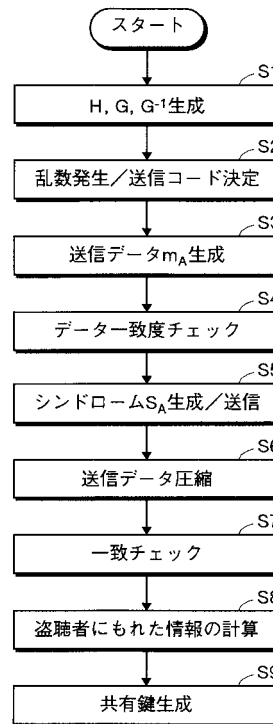 スタート
S1
H, G, G-1生成
S2
乱数発生／送信コード決定
S3
送信データmA生成
S4
データ一致度チェック
S5
シンドロームSA生成／送信
S6
送信データ圧縮
S7
一致チェック
S8
盗聴者にもれた情報の計算
S9
共有鍵生成